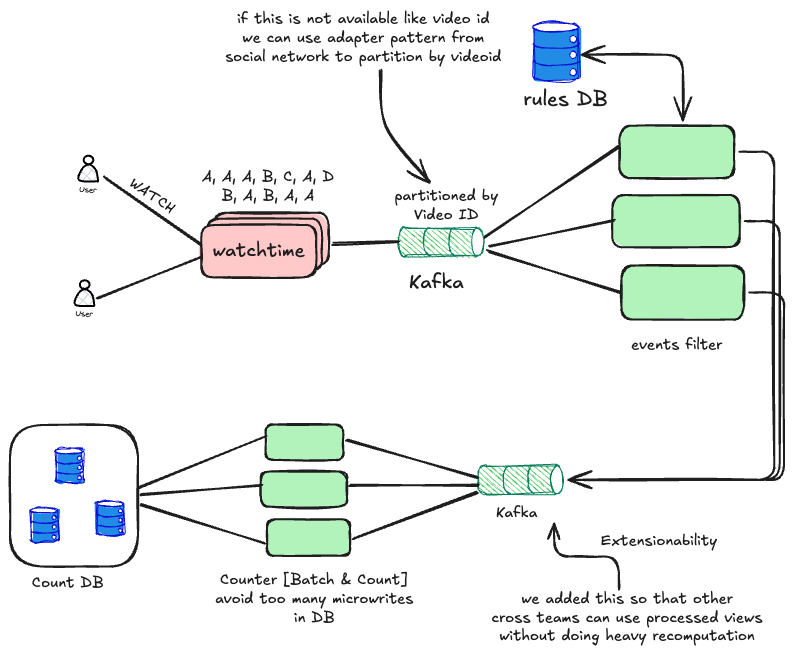 if this is not available like video id
we can use adapter pattern from
social network to partition by videoid
rules DB
User
WATCH
A, A, A, B, C, A, D
B, A, B, A, A
watchtime
partitioned by
Video ID
Kafka
User
events filter
Kafka
Extensionability
we added this so that other
cross teams can use processed views
without doing heavy recomputation
Counter [Batch & Count]
avoid too many microwrites
in DB
Count DB